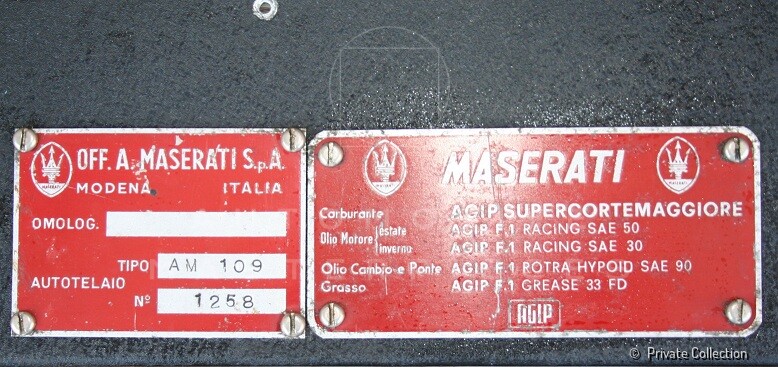 OFF. A. MASERATI S.p.A.
MODENA ITALIA
OMOLOG.
TIPO AM 109
AUTOTELAIO
Nº 1258
MASERATI
Carburante AGIP SUPERCORTEMAGGIORE
Olio Motore estate AGIP F.1 RACING SAE 50
inverno AGIP F.1 RACING SAE 30
Olio Cambio e Ponte AGIP F.1 ROTRA HYPOID SAE 90
Grasso AGIP F.1 GREASE 33 FD
AGIP
© Private Collection